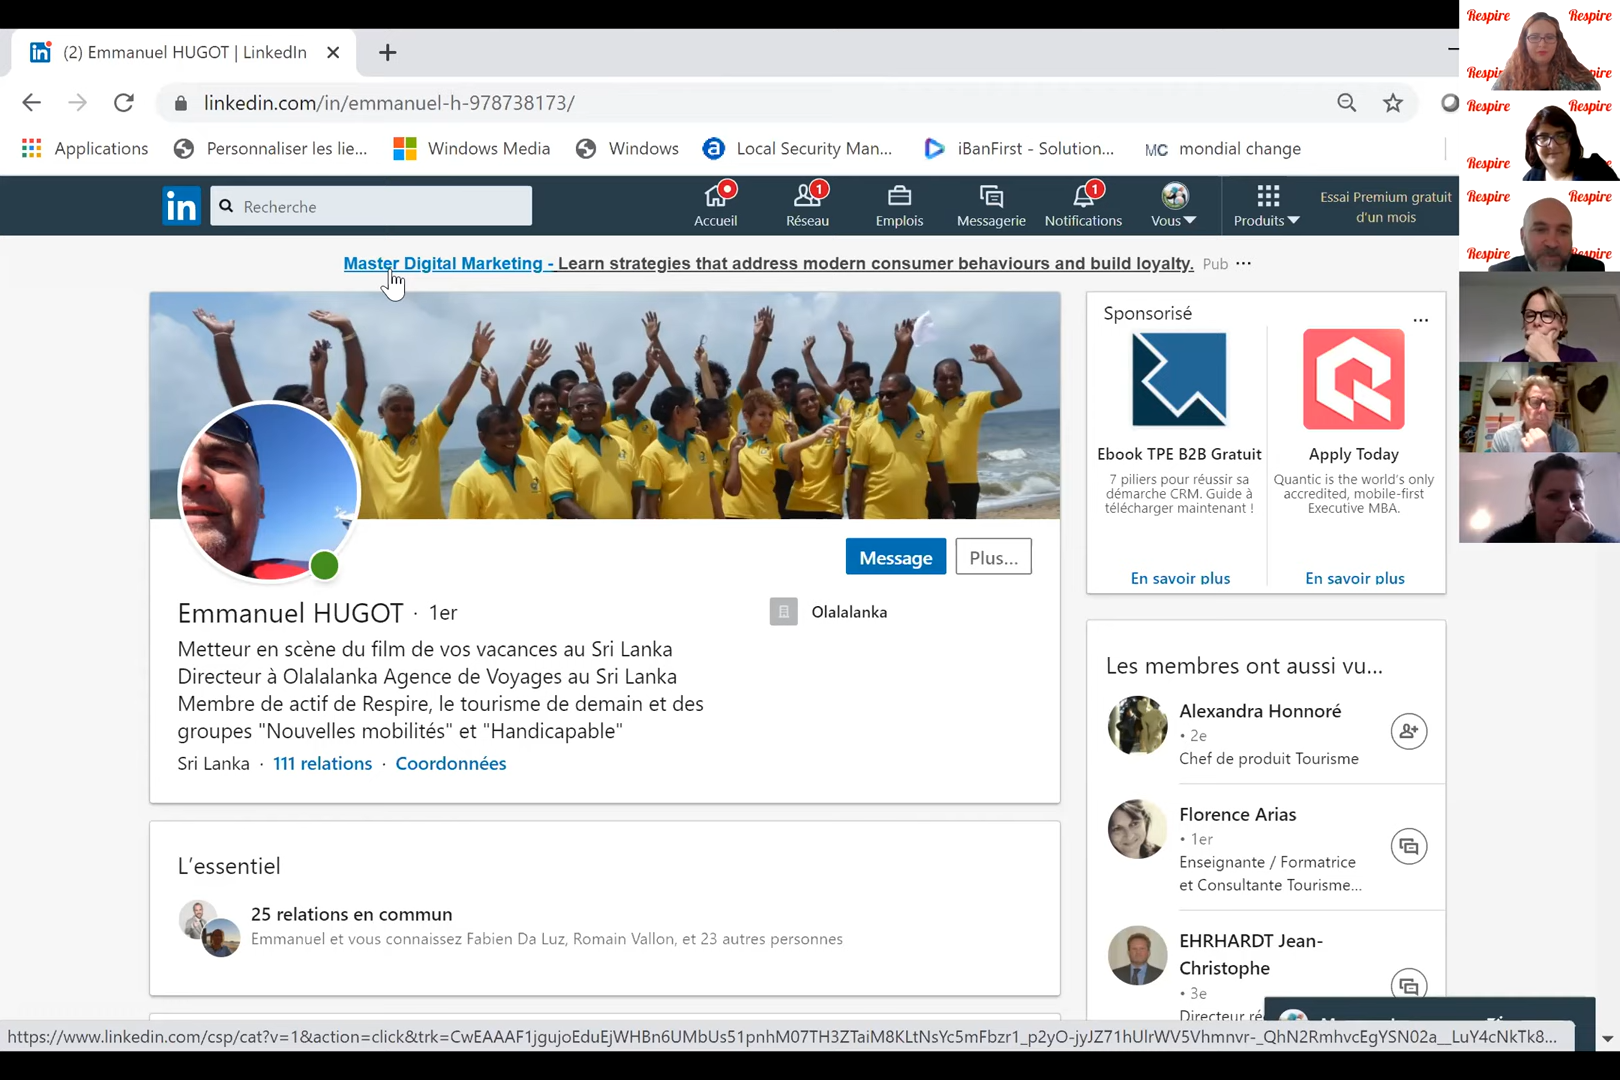 (2) Emmanuel HUGOT | LinkedIn
linkedin.com/in/emmanuel-h-978738173/
Applications
Personnaliser les lie...
Windows Media
Windows
Local Security Man...
iBanFirst - Solution...
MC mondial change
in
Recherche
Accueil
1
Réseau
Emplois
Messagerie
1
Notifications
Vous
Produits
Essai Premium gratuit
d'un mois
Master Digital Marketing - Learn strategies that address modern consumer behaviours and build loyalty. Pub ...
Message
Plus...
Emmanuel HUGOT · 1er
Metteur en scène du film de vos vacances au Sri Lanka
Directeur à Olalalanka Agence de Voyages au Sri Lanka
Membre de actif de Respire, le tourisme de demain et des
groupes "Nouvelles mobilités" et "Handicapable"
Sri Lanka · 111 relations · Coordonnées
Olalalanka
L'essentiel
25 relations en commun
Emmanuel et vous connaissez Fabien Da Luz, Romain Vallon, et 23 autres personnes
Sponsorisé
...
Ebook TPE B2B Gratuit
7 piliers pour réussir sa
démarche CRM. Guide à
télécharger maintenant !
En savoir plus
Apply Today
Quantic is the world's only
accredited, mobile-first
Executive MBA.
En savoir plus
Les membres ont aussi vu...
Alexandra Honnoré
• 2e
Chef de produit Tourisme
Florence Arias
• 1er
Enseignante / Formatrice
et Consultante Tourisme...
EHRHARDT Jean-
Christophe
• 3e
Directeur
Respire Respire
Respire
Respire Respire
Respire
Respire Respire
Respire Respire